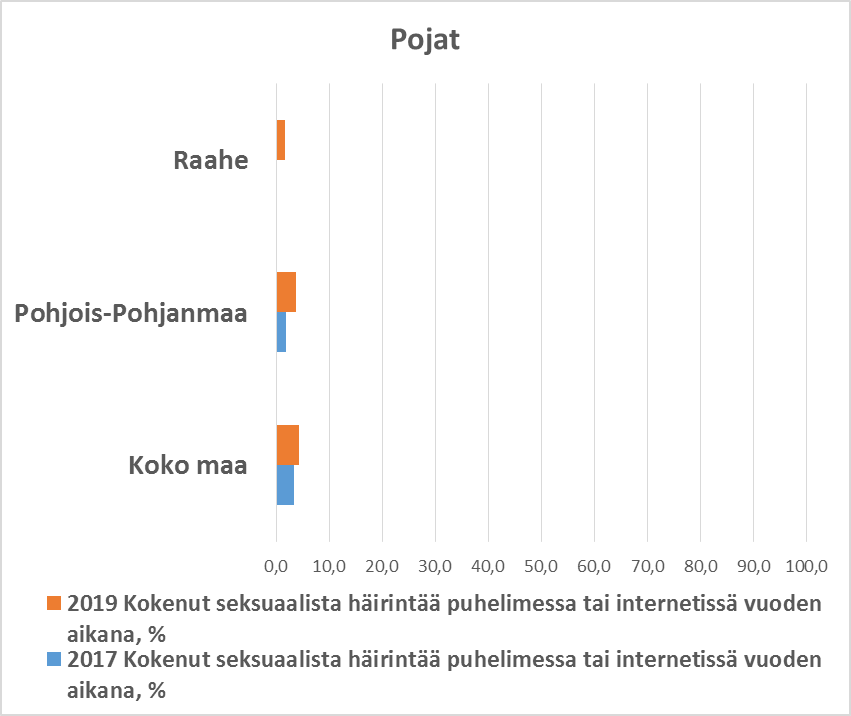 Pojat
Raahe
Pohjois-Pohjanmaa
Koko maa
0,0 10,0 20,0 30,0 40,0 50,0 60,0 70,0 80,0 90,0 100,0
2019 Kokenut seksuaalista häirintää puhelimessa tai internetissä vuoden
aikana, %
2017 Kokenut seksuaalista häirintää puhelimessa tai internetissä vuoden
aikana, %